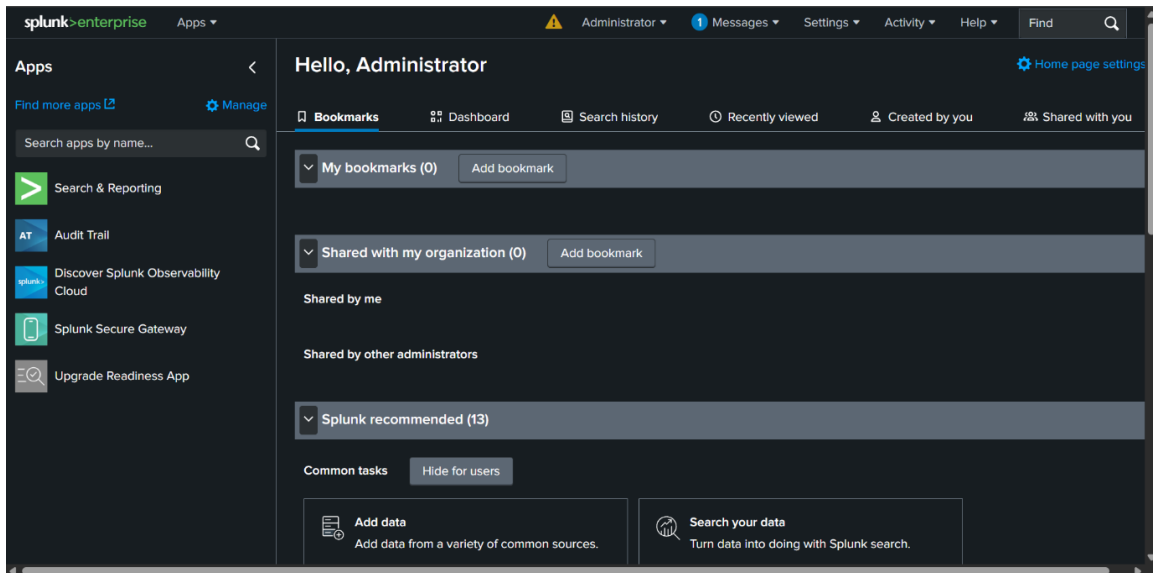 splunk>enterprise Apps Administrator 1 Messages Settings Activity Help Find
Apps
Find more apps Manage
Search apps by name...
Search & Reporting
AT Audit Trail
splunk> Discover Splunk Observability
Cloud
Splunk Secure Gateway
Upgrade Readiness App
Hello, Administrator
Home page settings
Bookmarks Dashboard Search history Recently viewed Created by you Shared with you
My bookmarks (0) Add bookmark
Shared with my organization (0) Add bookmark
Shared by me
Shared by other administrators
Splunk recommended (13)
Common tasks Hide for users
Add data
Add data from a variety of common sources.
Search your data
Turn data into doing with Splunk search.